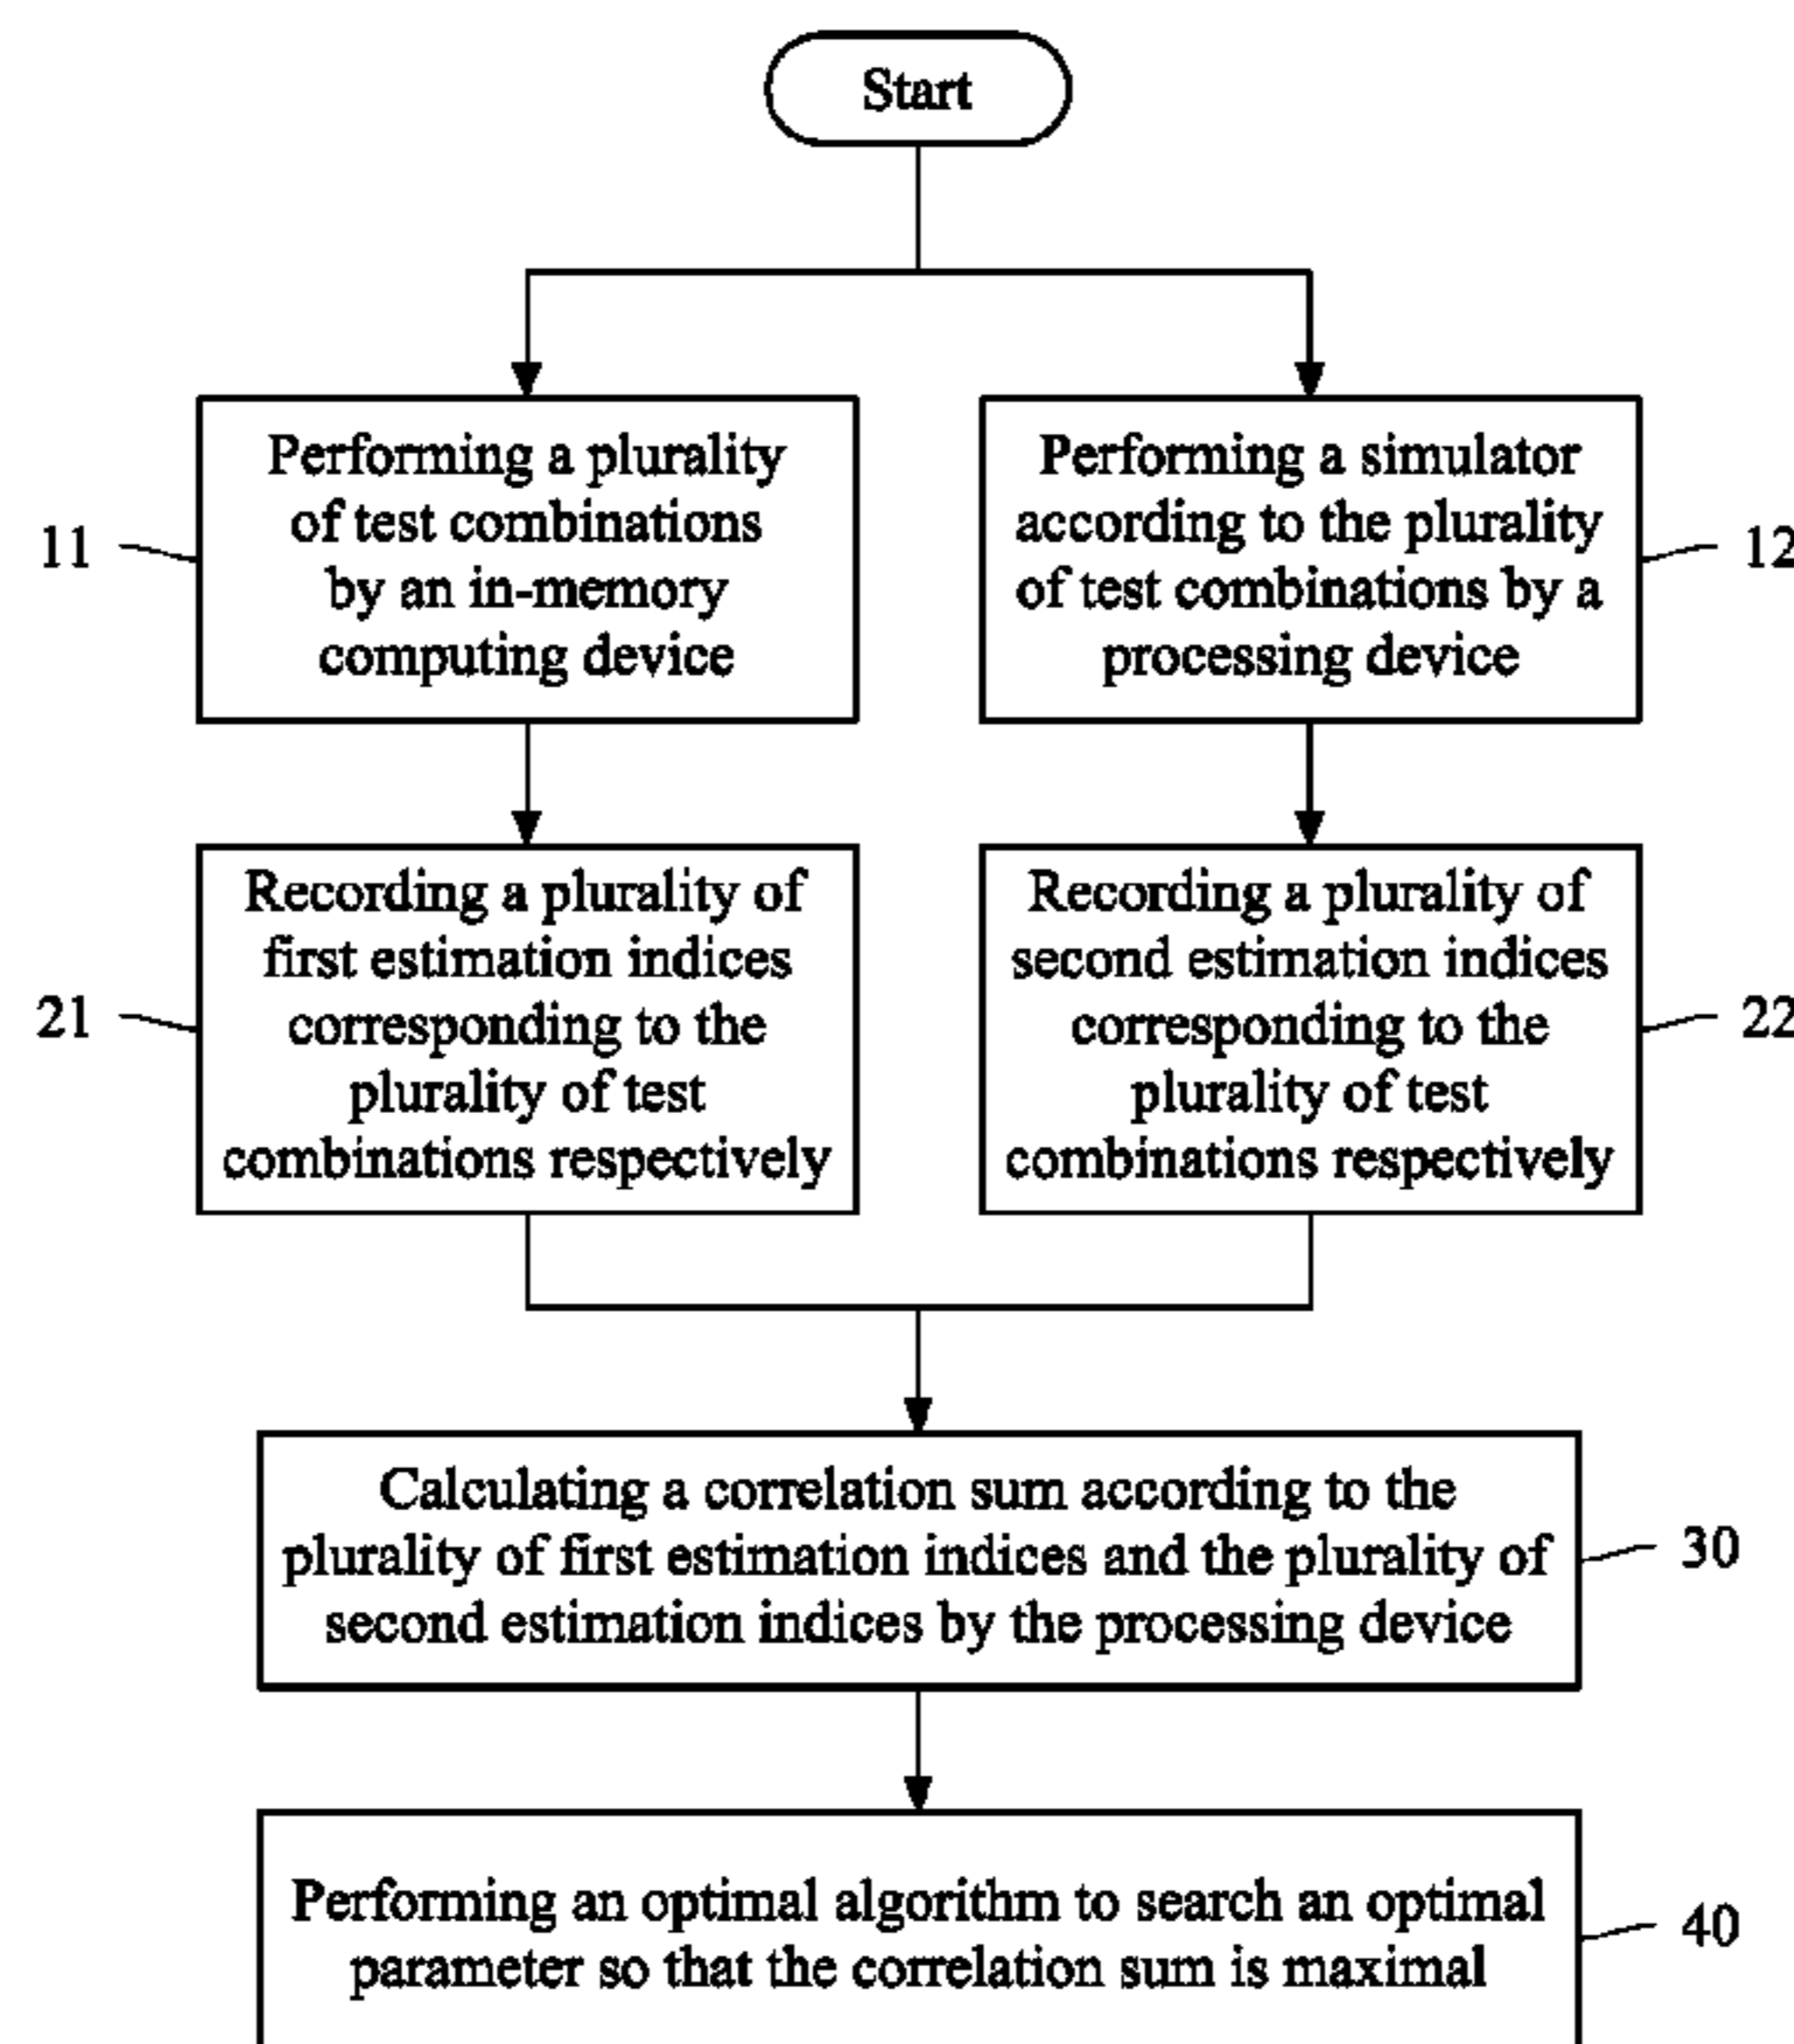 Start
Performing a plurality
of test combinations
by an in-memory
computing device
11
Performing a simulator
according to the plurality
of test combinations by a
processing device
12
Recording a plurality of
first estimation indices
corresponding to the
plurality of test
combinations respectively
21
Recording a plurality of
second estimation indices
corresponding to the
plurality of test
combinations respectively
22
Calculating a correlation sum according to the
plurality of first estimation indices and the plurality of
second estimation indices by the processing device
30
Performing an optimal algorithm to search an optimal
parameter so that the correlation sum is maximal
40